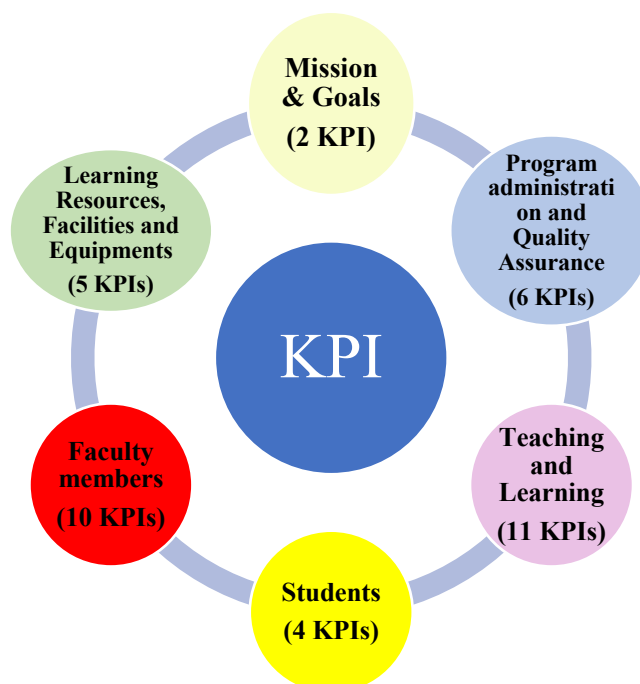 Mission
& Goals
(2 KPI)
Program
administrati
on and
Quality
Assurance
(6 KPIs)
Teaching
and
Learning
(11 KPIs)
Students
(4 KPIs)
Faculty
members
(10 KPIs)
Learning
Resources,
Facilities and
Equipments
(5 KPIs)
KPI